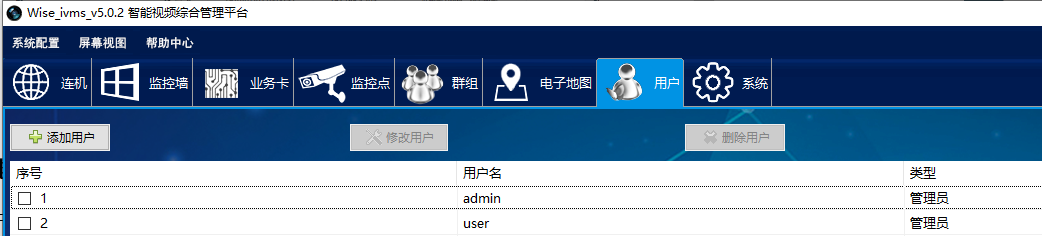 Wise_ivms_v5.0.2 智能视频综合管理平台
系统配置 屏幕视图 帮助中心
连机 监控墙 业务卡 监控点 群组 电子地图 用户 系统
添加用户 修改用户 删除用户
序号 用户名 类型
1 admin 管理员
2 user 管理员